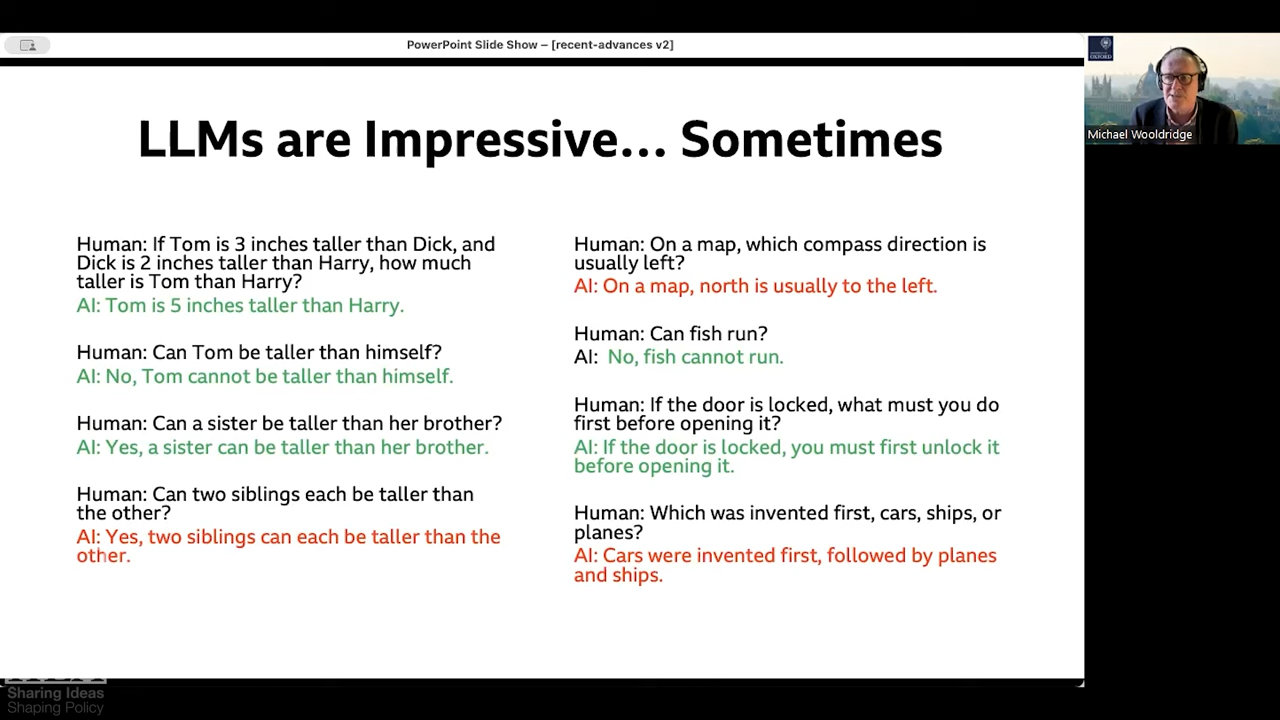 PowerPoint Slide Show – [recent-advances v2]
UNIVERSITY OF
OXFORD
Michael Wooldridge
LLMs are Impressive... Sometimes
Human: If Tom is 3 inches taller than Dick, and
Dick is 2 inches taller than Harry, how much
taller is Tom than Harry?
AI: Tom is 5 inches taller than Harry.
Human: Can Tom be taller than himself?
AI: No, Tom cannot be taller than himself.
Human: Can a sister be taller than her brother?
AI: Yes, a sister can be taller than her brother.
Human: Can two siblings each be taller than
the other?
AI: Yes, two siblings can each be taller than the
other.
Human: On a map, which compass direction is
usually left?
AI: On a map, north is usually to the left.
Human: Can fish run?
AI: No, fish cannot run.
Human: If the door is locked, what must you do
first before opening it?
AI: If the door is locked, you must first unlock it
before opening it.
Human: Which was invented first, cars, ships, or
planes?
AI: Cars were invented first, followed by planes
and ships.
Sharing Ideas
Shaping Policy